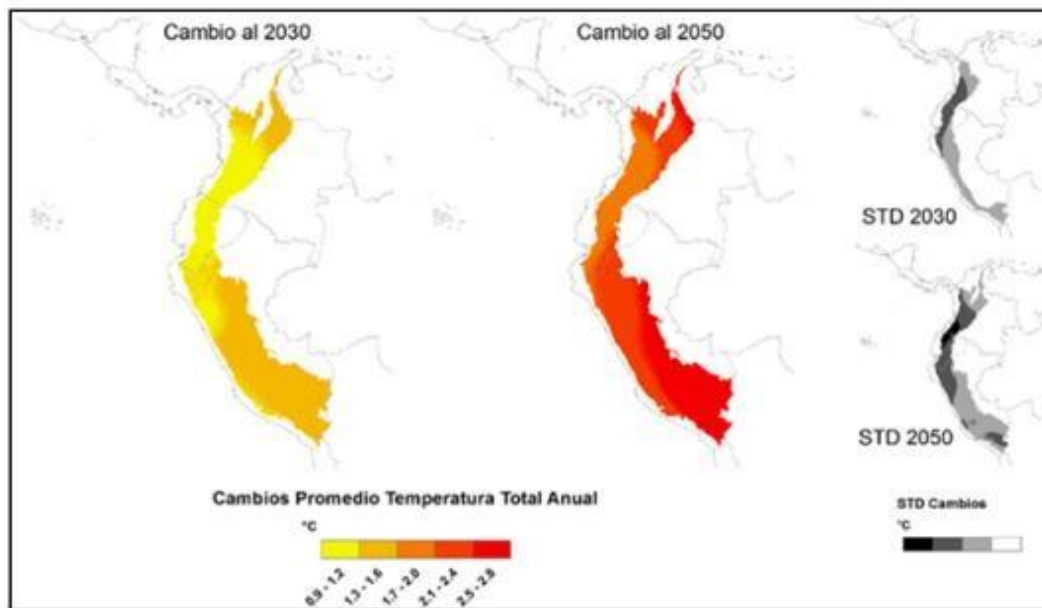 Cambio al 2030
Cambio al 2050
STD 2030
STD 2050
Cambios Promedio Temperatura Total Anual
°C
0.9 - 1.2
1.3 - 1.6
1.7 - 2.0
2.1 - 2.4
2.5 - 2.8
STD Cambios
°C